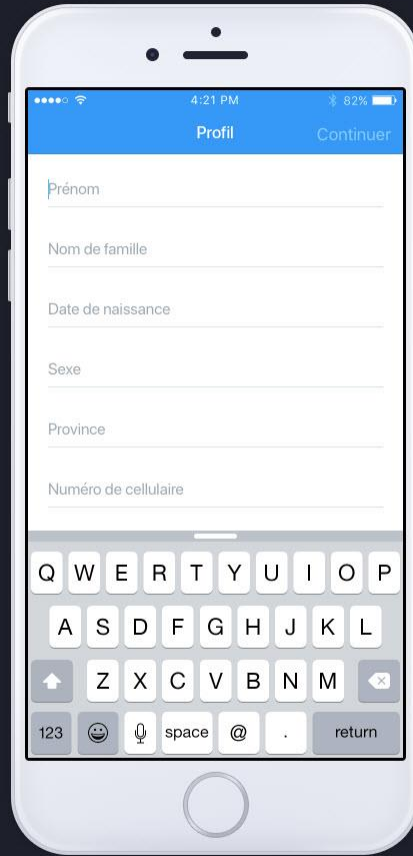 4:21 PM 82%
Profil Continuer
Prénom
Nom de famille
Date de naissance
Sexe
Province
Numéro de cellulaire
Q W E R T Y U I O P
A S D F G H J K L
Z X C V B N M
123 space @ . return